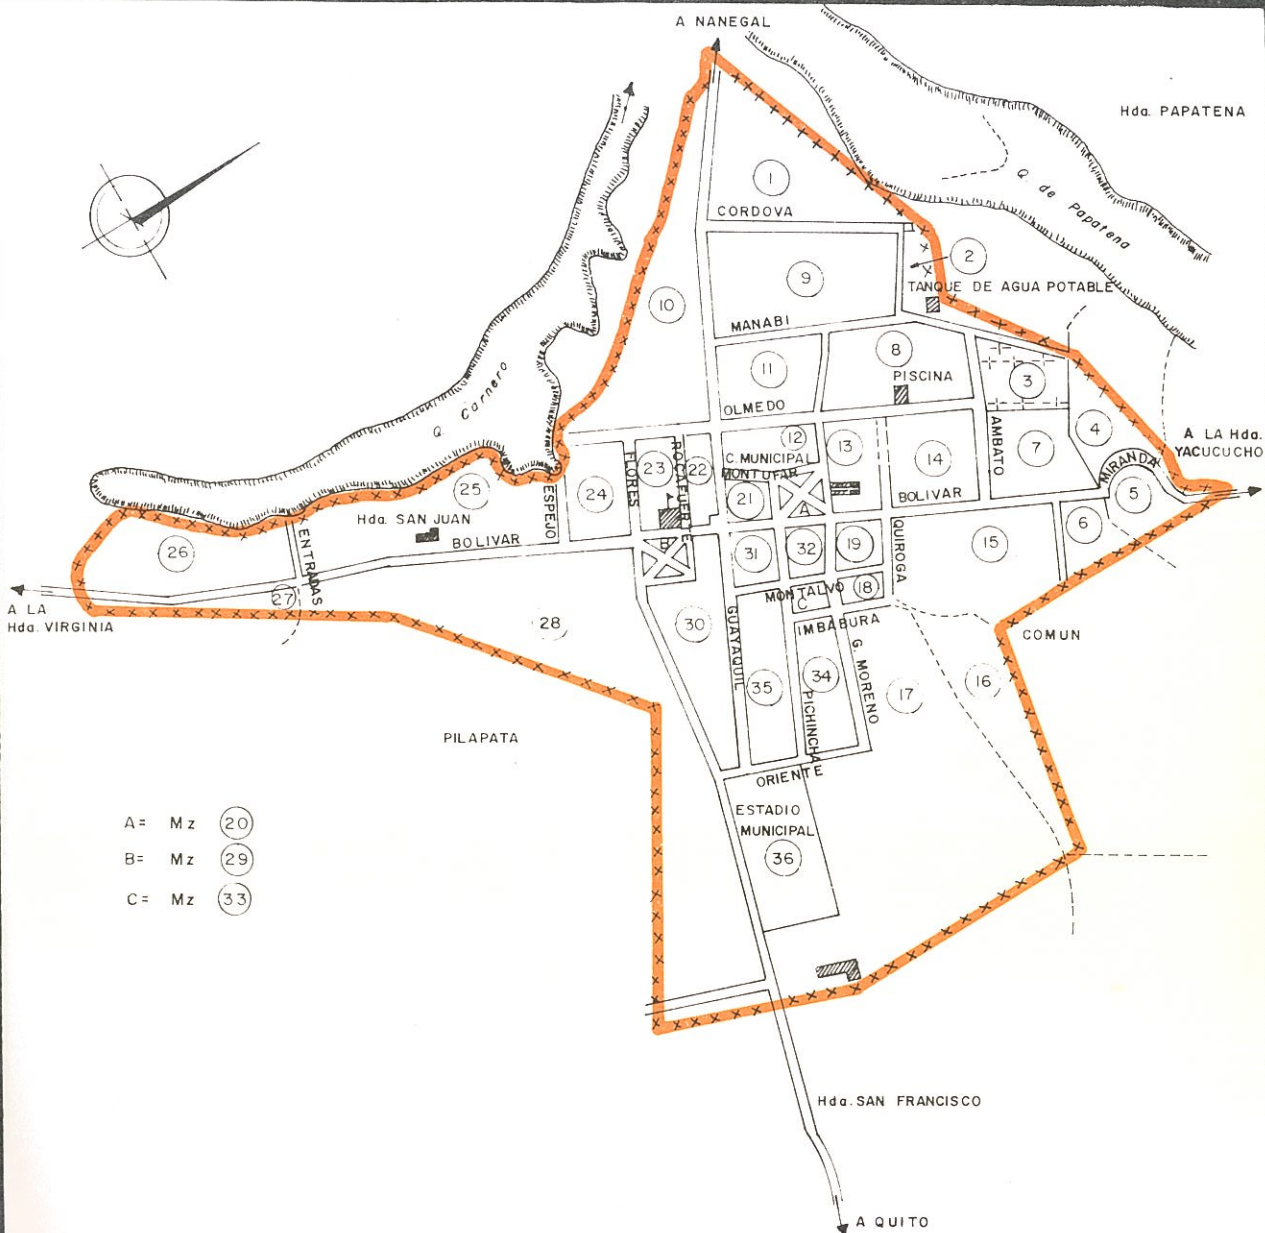 A NANEGAL
Hda. PAPATENA
1
Q. de Papatena
CORDOVA
2
9
TANQUE DE AGUA POTABLE
10
MANABI
8
11
PISCINA
3
Q. Carnero
OLMEDO
4
12
AMBATO
7
A LA Hda.
YACUCUCHO
C. MUNICIPAL
13
MONTUFAR
14
MIRANDA
23
ROCAFUERTE
22
FLORES
24
25
ESPEJO
21
BOLIVAR
5
A
Hda. SAN JUAN
6
BOLIVAR
B
31
32
19
QUIROGA
15
26
ENTRADAS
27
MONTALVO
18
C
A LA
Hda. VIRGINIA
28
30
IMBABURA
COMUN
GUAYAQUIL
G. MORENO
35
34
17
16
PICHINCHA
PILAPATA
ORIENTE
ESTADIO
MUNICIPAL
36
A= Mz 20
B= Mz 29
C= Mz 33
Hda. SAN FRANCISCO
A QUITO